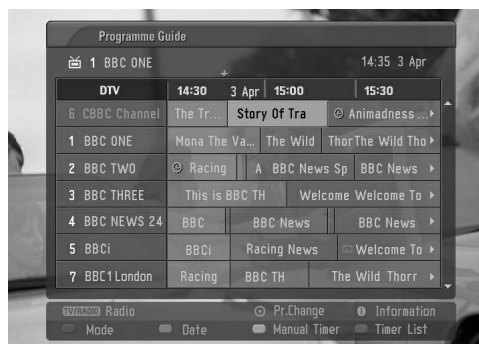 Programme Guide
1 BBC ONE 14:35 3 Apr
DTV 14:30 3 Apr 15:00 15:30
6 CBBC Channel The Tr... Story Of Tra Animadness ...
1 BBC ONE Mona The Va... The Wild Thor The Wild Tho
2 BBC TWO Racing A BBC News Sp BBC News
3 BBC THREE This is BBC TH Welcome Welcome To
4 BBC NEWS 24 BBC BBC News BBC News
5 BBCi BBCi Racing News Welcome To
7 BBC1 London Racing BBC TH The Wild Thorr
TV/RADIO Radio Pr.Change Information
Mode Date Manual Timer Timer List